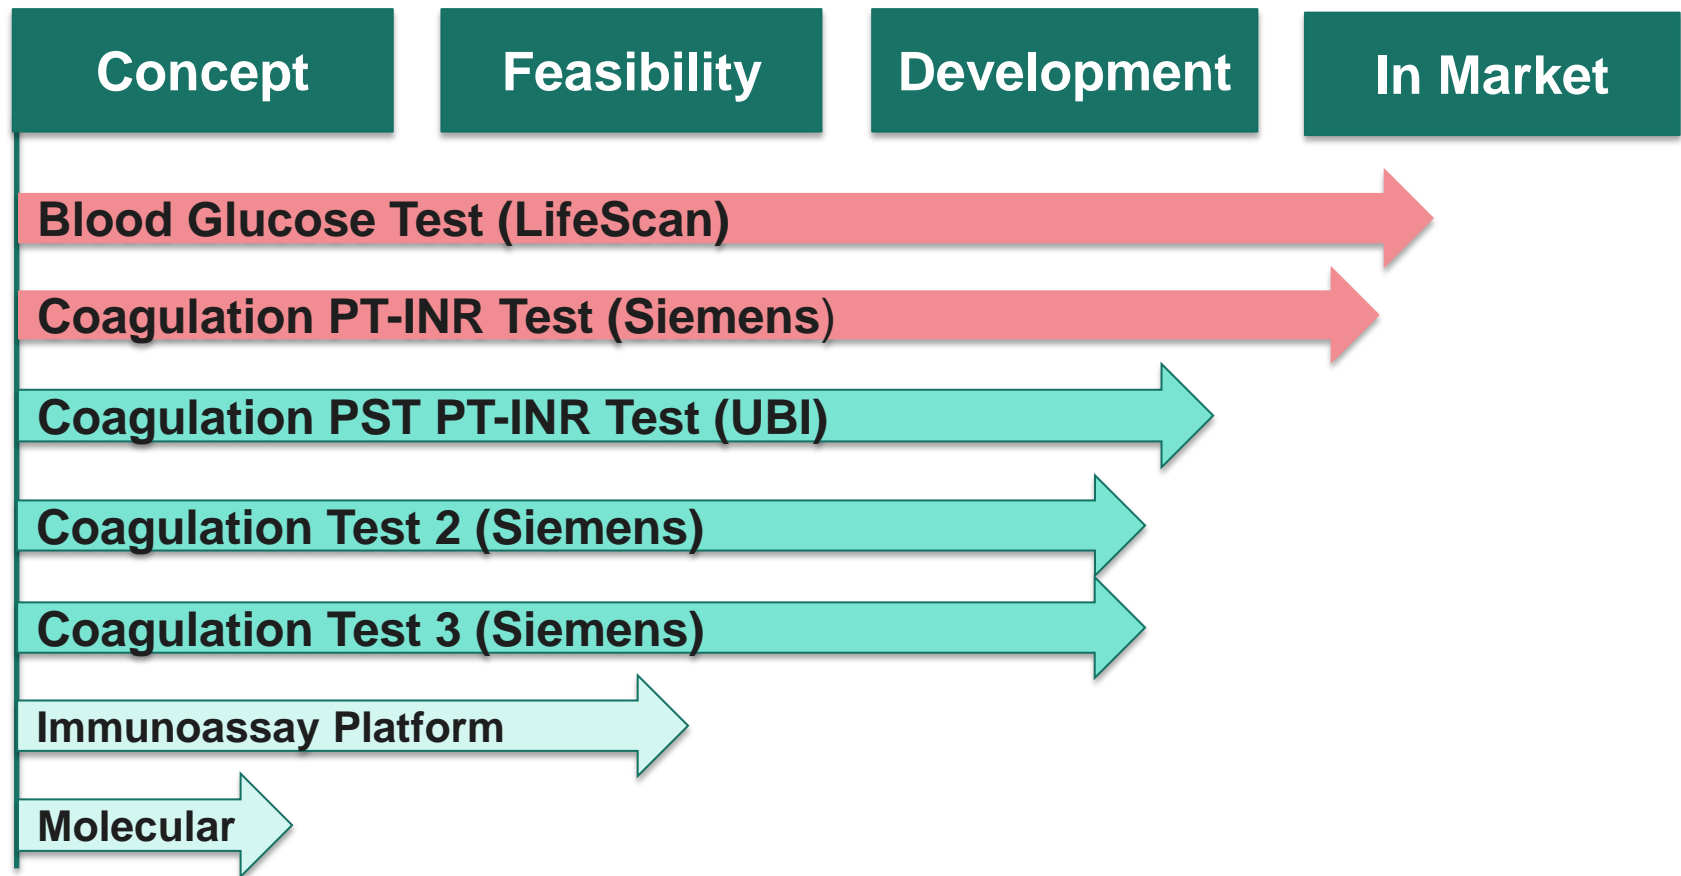 Concept
Feasibility
Development
In Market
Blood Glucose Test (LifeScan)
Coagulation PT-INR Test (Siemens)
Coagulation PST PT-INR Test (UBI)
Coagulation Test 2 (Siemens)
Coagulation Test 3 (Siemens)
Immunoassay Platform
Molecular